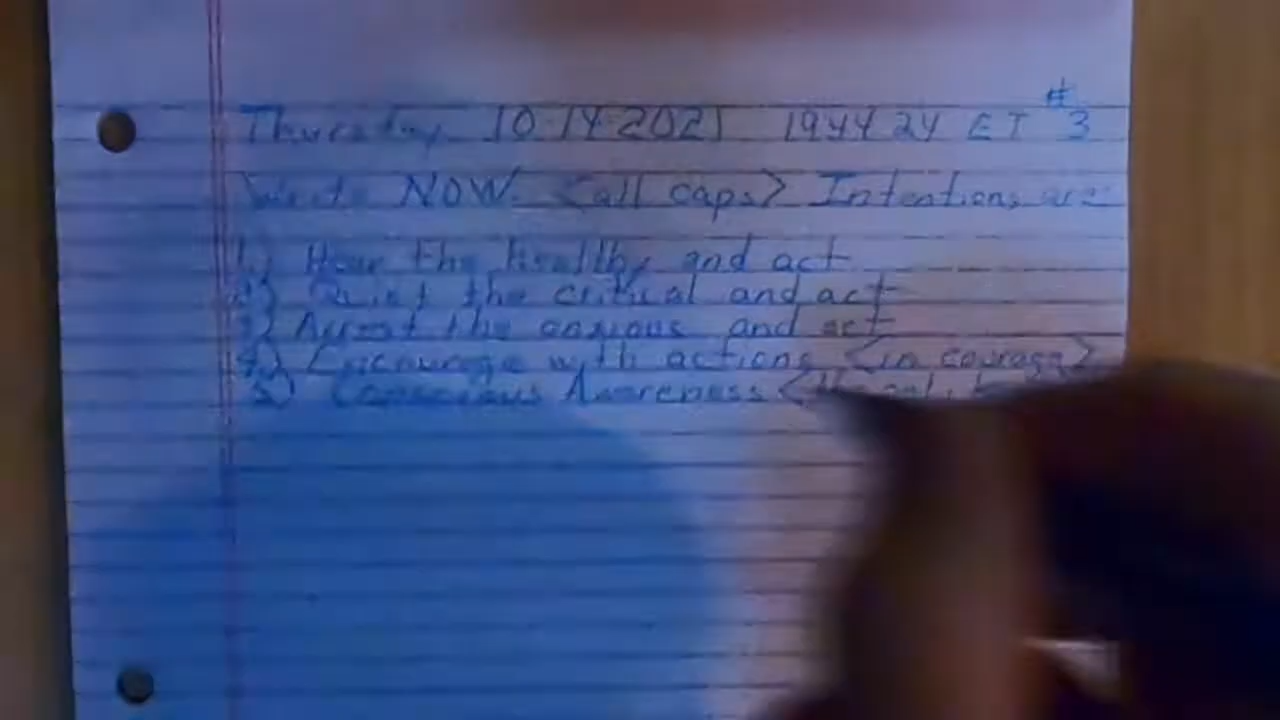 #
Thursday 10-14-2021 1944 24 ET 3
Write NOW. <all caps> Intentions are
1.) Hear the healthy and act
2) Quiet the critical and act
3) Arrest the anxious and act
4.) Encourage with actions <in courage>
5) Conscious Awareness <the